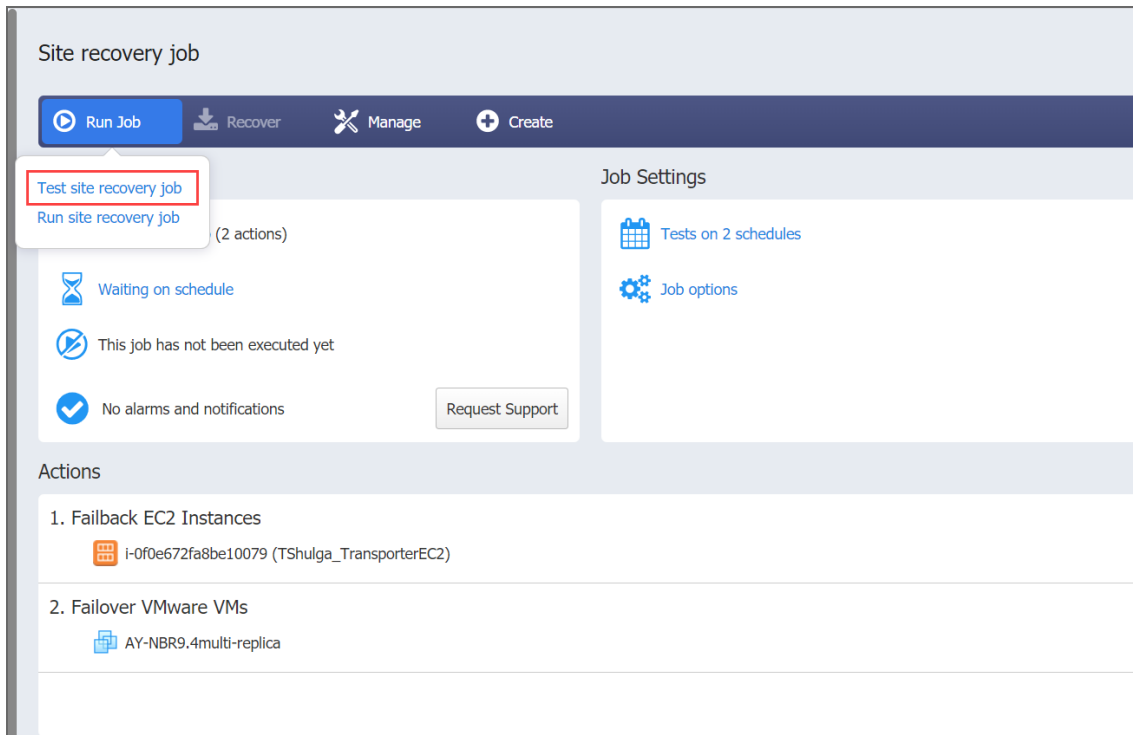 Site recovery job
Run Job Recover Manage Create
Test site recovery job
Run site recovery job
Job Settings
(2 actions)
Tests on 2 schedules
Waiting on schedule
Job options
This job has not been executed yet
No alarms and notifications
Request Support
Actions
1. Failback EC2 Instances
i-0f0e672fa8be10079 (TShulga_TransporterEC2)
2. Failover VMware VMs
AY-NBR9.4multi-replica